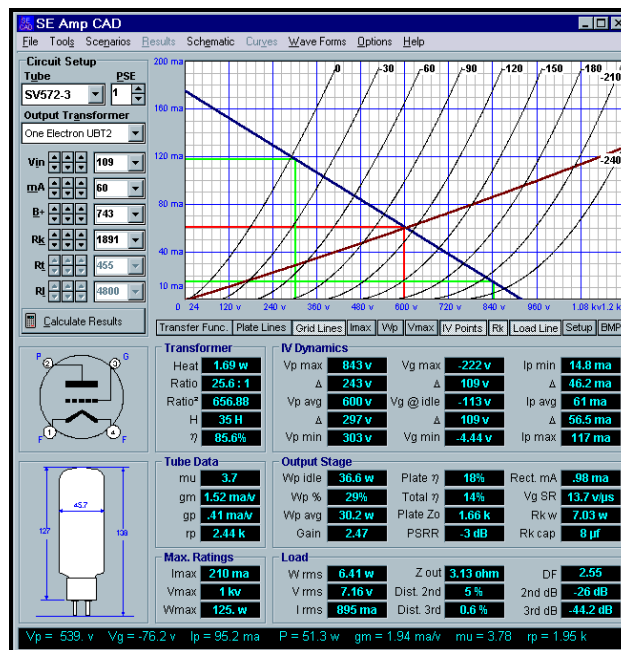 SE Amp CAD
File Tools Scenarios Results Schematic Curves Wave Forms Options Help
Circuit Setup
Tube PSE
SV572-3 1
Output Transformer
One Electron UBT2
Vin 109
mA 60
B+ 743
Rk 1891
Rt 455
Rl 4800
Calculate Results
200 ma
160 ma
120 ma
80 ma
40 ma
10 ma
0 -30 -60 -90 -120 -150 -180 -210
-240
0 24 120 v 240 v 360 v 480 v 600 v 720 v 840 v 960 v 1.08 kv 1.2 k
Transfer Func. Plate Lines Grid Lines Imax Wp Vmax IV Points Rk Load Line Setup BMP
P 2 3 G
F 1 4 F
45.7
127 138
Transformer
Heat 1.69 w
Ratio 25.6 : 1
Ratio² 656.88
H 35 H
η 85.6%
IV Dynamics
Vp max 843 v Vg max -222 v Ip min 14.8 ma
Δ 243 v Δ 109 v Δ 46.2 ma
Vp avg 600 v Vg @ idle -113 v Ip avg 61 ma
Δ 297 v Δ 109 v Δ 56.5 ma
Vp min 303 v Vg min -4.44 v Ip max 117 ma
Tube Data
mu 3.7
gm 1.52 ma/v
gp .41 ma/v
rp 2.44 k
Output Stage
Wp idle 36.6 w Plate η 18% Rect. mA .98 ma
Wp % 29% Total η 14% Vg SR 13.7 v/µs
Wp avg 30.2 w Plate Zo 1.66 k Rk w 7.03 w
Gain 2.47 PSRR -3 dB Rk cap 8 µf
Max. Ratings
Imax 210 ma
Vmax 1 kv
Wmax 125. w
Load
W rms 6.41 w Z out 3.13 ohm DF 2.55
V rms 7.16 v Dist. 2nd 5 % 2nd dB -26 dB
I rms 895 ma Dist. 3rd 0.6 % 3rd dB -44.2 dB
Vp = 539. v Vg = -76.2 v Ip = 95.2 ma P = 51.3 w gm = 1.94 ma/v mu = 3.78 rp = 1.95 k